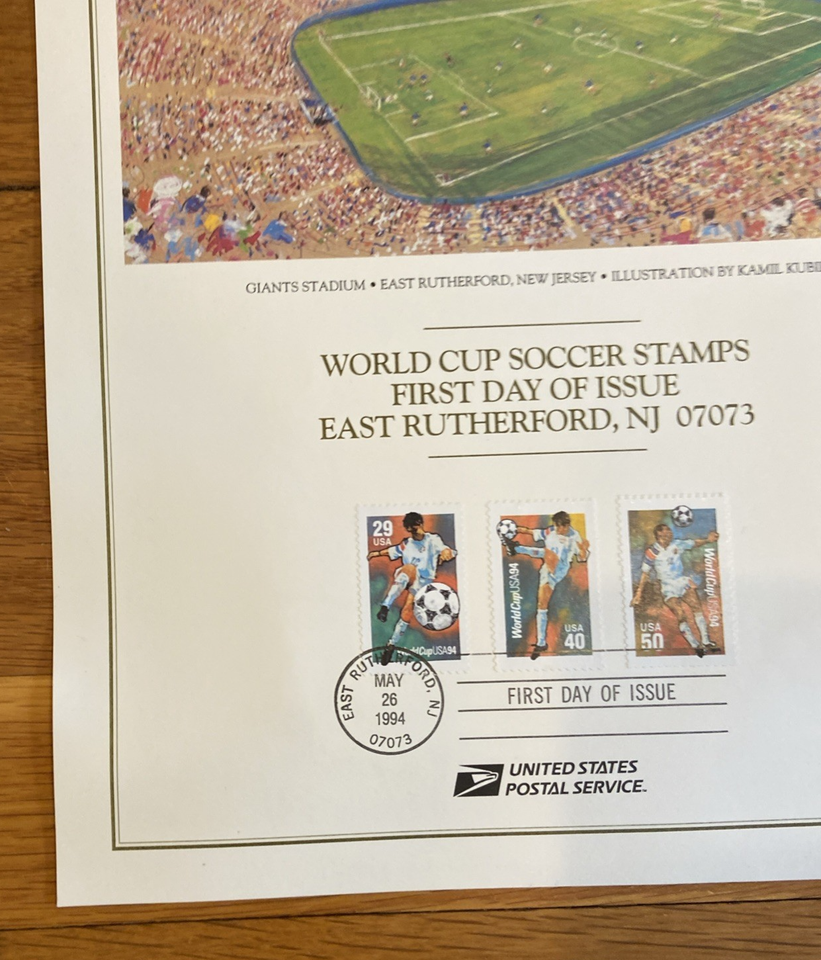 GIANTS STADIUM • EAST RUTHERFORD, NEW JERSEY • ILLUSTRATION BY KAMIL
WORLD CUP SOCCER STAMPS
FIRST DAY OF ISSUE
EAST RUTHERFORD, NJ 07073
29
USA
WorldCupUSA94
WorldCupUSA94
USA
40
WorldCupUSA94
USA
50
EAST RUTHERFORD, NJ
MAY
26
1994
07073
FIRST DAY OF ISSUE
UNITED STATES
POSTAL SERVICE™